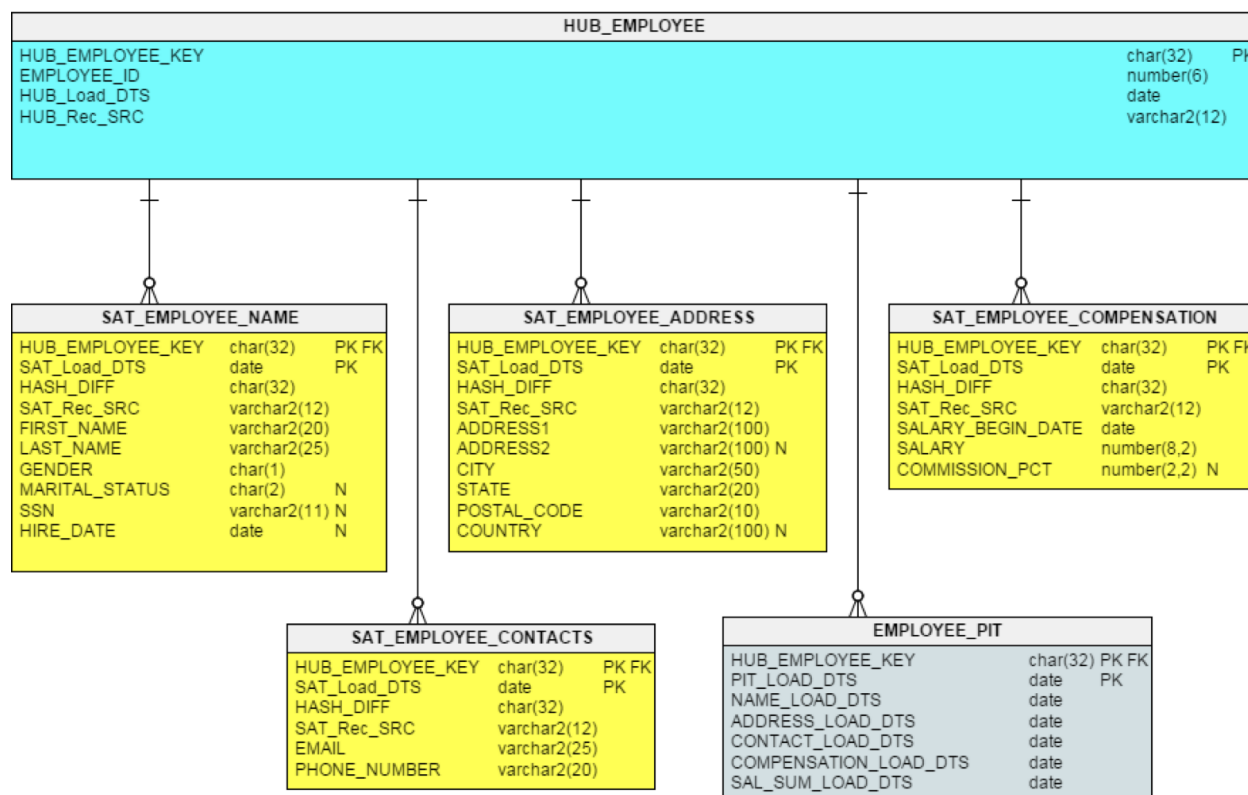 HUB_EMPLOYEE
HUB_EMPLOYEE_KEY char(32) PK
EMPLOYEE_ID number(6)
HUB_Load_DTS date
HUB_Rec_SRC varchar2(12)
SAT_EMPLOYEE_NAME
HUB_EMPLOYEE_KEY char(32) PK FK
SAT_Load_DTS date PK
HASH_DIFF char(32)
SAT_Rec_SRC varchar2(12)
FIRST_NAME varchar2(20)
LAST_NAME varchar2(25)
GENDER char(1)
MARITAL_STATUS char(2) N
SSN varchar2(11) N
HIRE_DATE date N
SAT_EMPLOYEE_ADDRESS
HUB_EMPLOYEE_KEY char(32) PK FK
SAT_Load_DTS date PK
HASH_DIFF char(32)
SAT_Rec_SRC varchar2(12)
ADDRESS1 varchar2(100)
ADDRESS2 varchar2(100) N
CITY varchar2(50)
STATE varchar2(20)
POSTAL_CODE varchar2(10)
COUNTRY varchar2(100) N
SAT_EMPLOYEE_COMPENSATION
HUB_EMPLOYEE_KEY char(32) PK FK
SAT_Load_DTS date PK
HASH_DIFF char(32)
SAT_Rec_SRC varchar2(12)
SALARY_BEGIN_DATE date
SALARY number(8,2)
COMMISSION_PCT number(2,2) N
SAT_EMPLOYEE_CONTACTS
HUB_EMPLOYEE_KEY char(32) PK FK
SAT_Load_DTS date PK
HASH_DIFF char(32)
SAT_Rec_SRC varchar2(12)
EMAIL varchar2(25)
PHONE_NUMBER varchar2(20)
EMPLOYEE_PIT
HUB_EMPLOYEE_KEY char(32) PK FK
PIT_LOAD_DTS date PK
NAME_LOAD_DTS date
ADDRESS_LOAD_DTS date
CONTACT_LOAD_DTS date
COMPENSATION_LOAD_DTS date
SAL_SUM_LOAD_DTS date